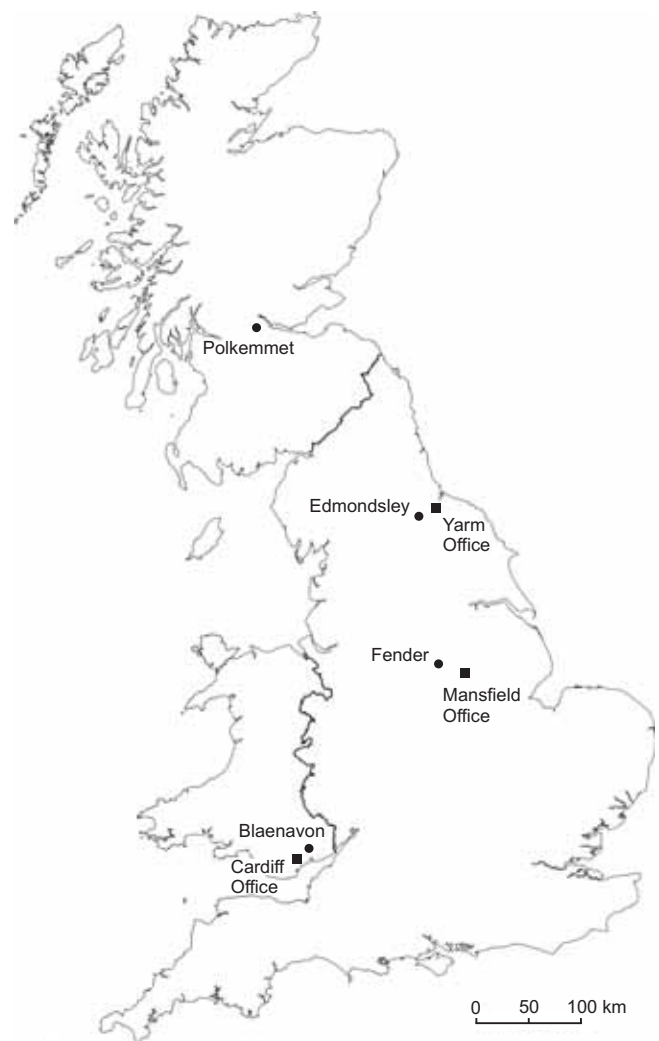 Polkemmet
Edmondsley
Yarm
Office
Fender
Mansfield
Office
Blaenavon
Cardiff
Office
0 50 100 km